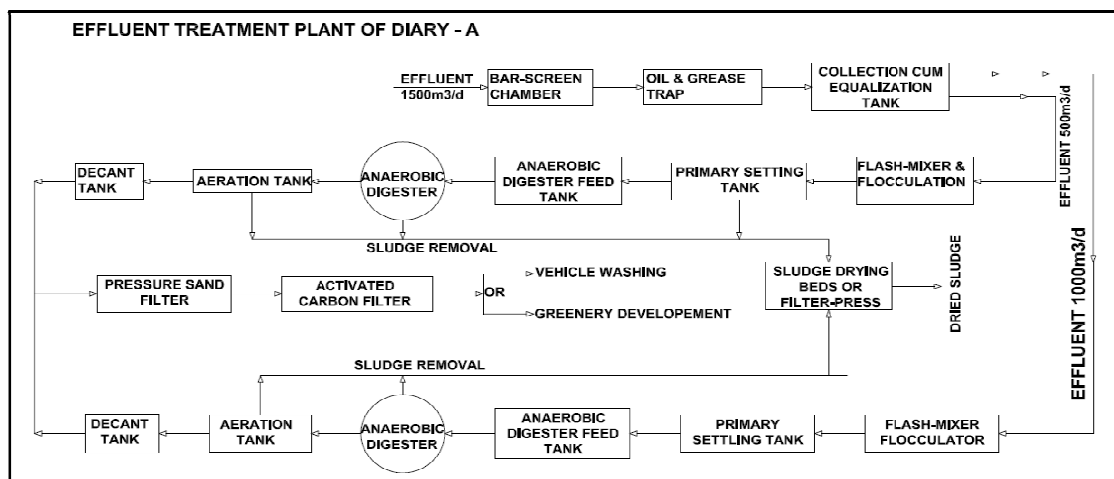 EFFLUENT TREATMENT PLANT OF DIARY - A
EFFLUENT
1500m3/d
BAR-SCREEN
CHAMBER
OIL & GREASE
TRAP
COLLECTION CUM
EQUALIZATION
TANK
EFFLUENT 500m3/d
EFFLUENT 1000m3/d
DECANT
TANK
AERATION TANK
ANAEROBIC
DIGESTER
ANAEROBIC
DIGESTER FEED
TANK
PRIMARY SETTING
TANK
FLASH-MIXER &
FLOCCULATION
SLUDGE REMOVAL
PRESSURE SAND
FILTER
ACTIVATED
CARBON FILTER
VEHICLE WASHING
OR
GREENERY DEVELOPEMENT
SLUDGE DRYING
BEDS OR
FILTER-PRESS
DRIED SLUDGE
SLUDGE REMOVAL
DECANT
TANK
AERATION
TANK
ANAEROBIC
DIGESTER
ANAEROBIC
DIGESTER FEED
TANK
PRIMARY
SETTLING TANK
FLASH-MIXER
FLOCCULATOR